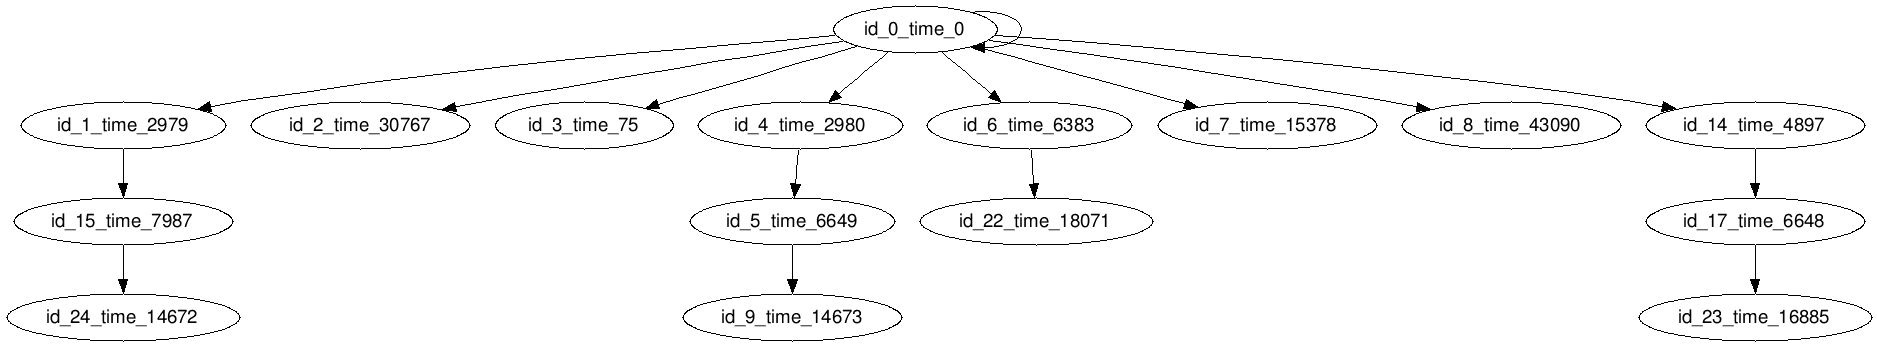 id_0_time_0
id_1_time_2979
id_2_time_30767
id_3_time_75
id_4_time_2980
id_6_time_6383
id_7_time_15378
id_8_time_43090
id_14_time_4897
id_15_time_7987
id_5_time_6649
id_22_time_18071
id_17_time_6648
id_24_time_14672
id_9_time_14673
id_23_time_16885